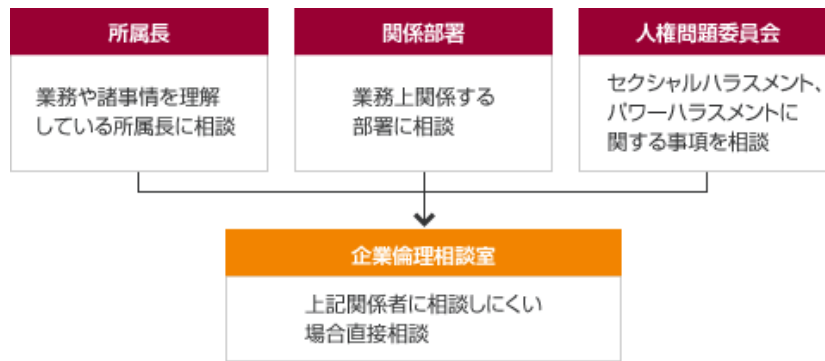 所属長
業務や諸事情を理解
している所属長に相談
関係部署
業務上関係する
部署に相談
人権問題委員会
セクシャルハラスメント、
パワーハラスメントに
関する事項を相談
企業倫理相談室
上記関係者に相談しにくい
場合直接相談